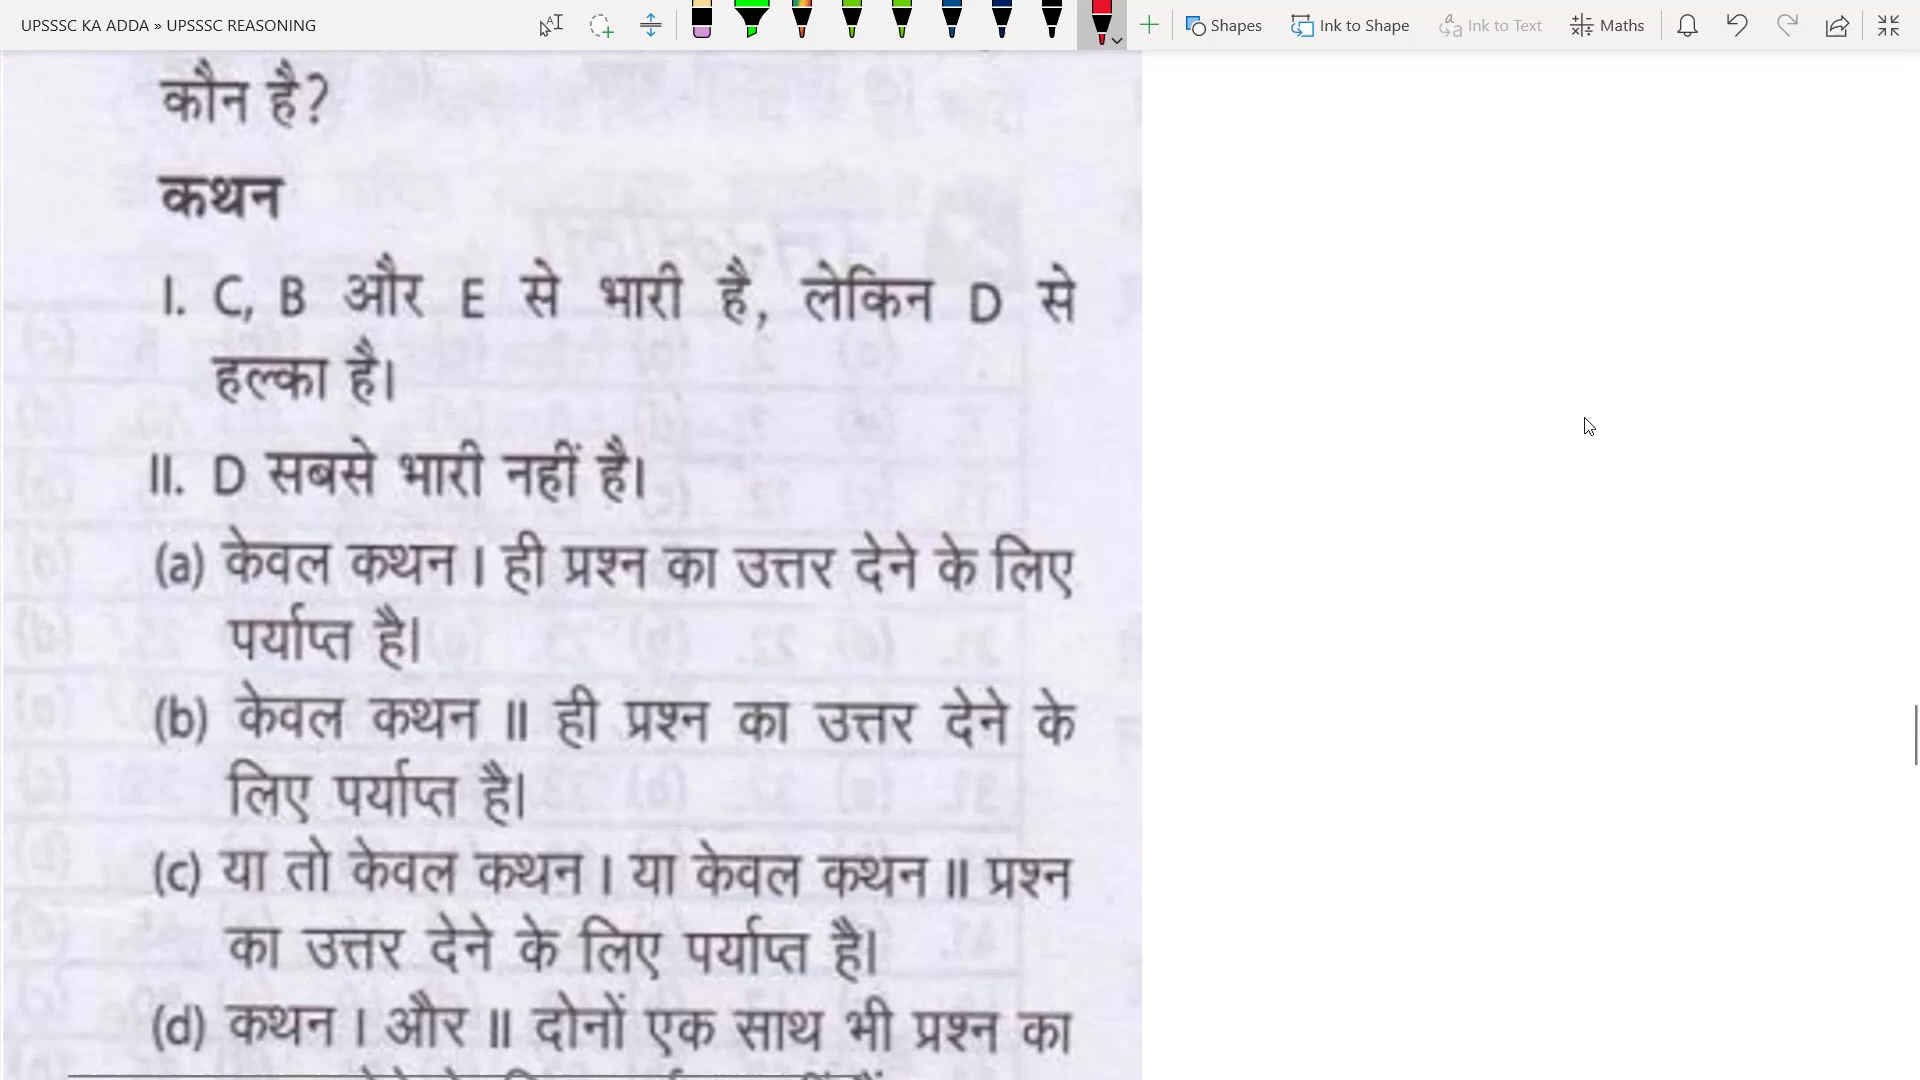 UPSSSC KA ADDA » UPSSSC REASONING
Shapes
Ink to Shape
Ink to Text
Maths
कौन है?
कथन
I. C, B और E से भारी है, लेकिन D से
हल्का है।
II. D सबसे भारी नहीं है।
(a) केवल कथन I ही प्रश्न का उत्तर देने के लिए
पर्याप्त है।
(b) केवल कथन II ही प्रश्न का उत्तर देने के
लिए पर्याप्त है।
(c) या तो केवल कथन I या केवल कथन II प्रश्न
का उत्तर देने के लिए पर्याप्त है।
(d) कथन I और II दोनों एक साथ भी प्रश्न का